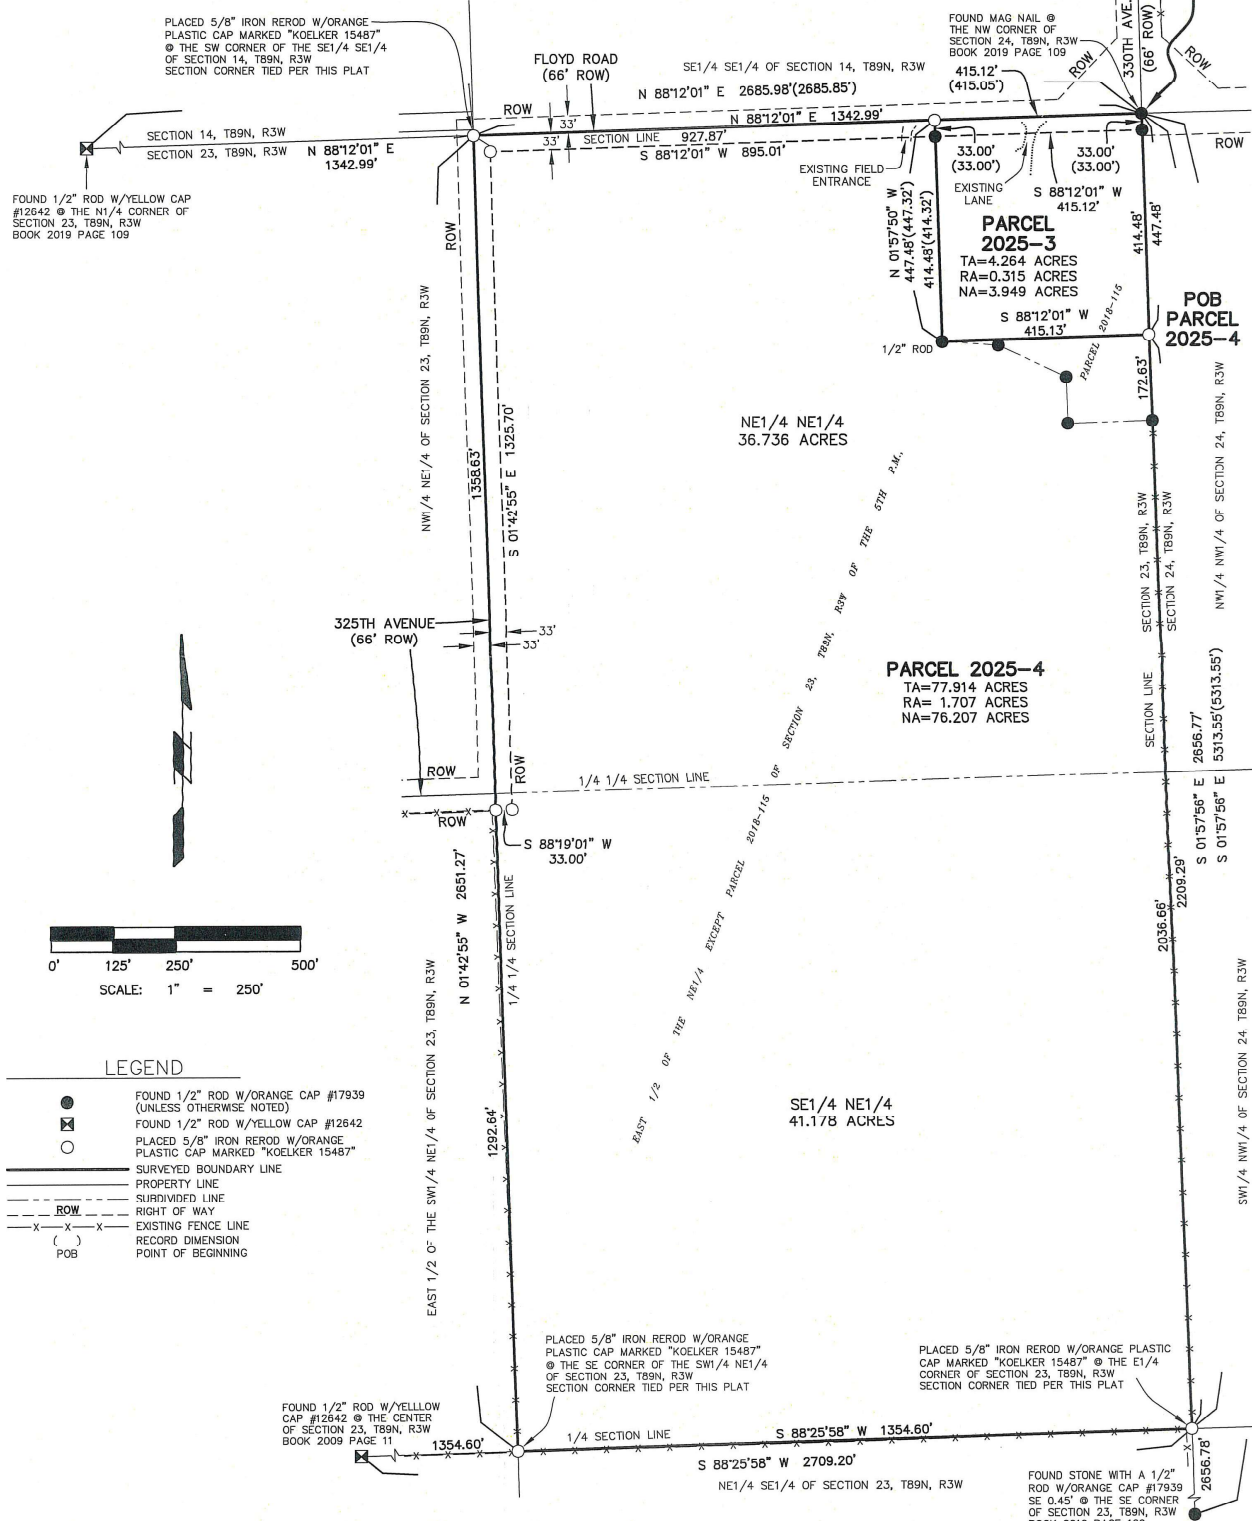 PLACED 5/8" IRON REROD W/ORANGE
PLASTIC CAP MARKED "KOELKER 15487"
@ THE SW CORNER OF THE SE1/4 SE1/4
OF SECTION 14, T89N, R3W
SECTION CORNER TIED PER THIS PLAT
FLOYD ROAD
(66' ROW)
SE1/4 SE1/4 OF SECTION 14, T89N, R3W
N 88°12'01" E 2685.98'(2685.85')
FOUND MAG NAIL @
THE NW CORNER OF
SECTION 24, T89N, R3W
BOOK 2019 PAGE 109
415.12'
(415.05')
330TH AVE.
(66' ROW)
ROW
ROW
ROW
ROW
SECTION 14, T89N, R3W
SECTION 23, T89N, R3W
N 88°12'01" E
1342.99'
33'
33'
N 88°12'01" E 1342.99'
SECTION LINE 927.87'
S 88°12'01" W 895.01'
EXISTING FIELD
ENTRANCE
33.00'
(33.00')
EXISTING
LANE
33.00'
(33.00')
S 88°12'01" W
415.12'
FOUND 1/2" ROD W/YELLOW CAP
#12642 @ THE N1/4 CORNER OF
SECTION 23, T89N, R3W
BOOK 2019 PAGE 109
ROW
N 01°57'50" W
447.48'(447.32')
414.48'(414.32')
PARCEL
2025-3
TA=4.264 ACRES
RA=0.315 ACRES
NA=3.949 ACRES
414.48'
447.48'
S 88°12'01" W
415.13'
1/2" ROD
PARCEL 2018-115
POB
PARCEL
2025-4
172.63'
NW1/4 NE1/4 OF SECTION 23, T89N, R3W
1358.63'
S 01°42'55" E 1325.70'
NE1/4 NE1/4
36.736 ACRES
SECTION 23, T89N, R3W
SECTION 24, T89N, R3W
NW1/4 NW1/4 OF SECTION 24, T89N, R3W
325TH AVENUE
(66' ROW)
33'
33'
PARCEL 2025-4
TA=77.914 ACRES
RA= 1.707 ACRES
NA=76.207 ACRES
SECTION LINE
S 01°57'56" E 2656.77'
S 01°57'56" E 5313.55'(5313.55')
ROW
ROW
1/4 1/4 SECTION LINE
ROW
S 88°19'01" W
33.00'
EAST 1/2 OF THE NE1/4 EXCEPT PARCEL 2018-115 OF SECTION 23, T89N, R3W OF THE 5TH P.M.,
N 01°42'55" W 2651.27'
1/4 1/4 SECTION LINE
2036.66'
2209.29'
0' 125' 250' 500'
SCALE: 1" = 250'
EAST 1/2 OF THE SW1/4 NE1/4 OF SECTION 23, T89N, R3W
SW1/4 NW1/4 OF SECTION 24, T89N, R3W
LEGEND
FOUND 1/2" ROD W/ORANGE CAP #17939
(UNLESS OTHERWISE NOTED)
FOUND 1/2" ROD W/YELLOW CAP #12642
PLACED 5/8" IRON REROD W/ORANGE
PLASTIC CAP MARKED "KOELKER 15487"
SURVEYED BOUNDARY LINE
PROPERTY LINE
SUBDIVIDED LINE
ROW RIGHT OF WAY
X X X EXISTING FENCE LINE
( ) RECORD DIMENSION
POB POINT OF BEGINNING
1292.64'
SE1/4 NE1/4
41.178 ACRES
PLACED 5/8" IRON REROD W/ORANGE
PLASTIC CAP MARKED "KOELKER 15487"
@ THE SE CORNER OF THE SW1/4 NE1/4
OF SECTION 23, T89N, R3W
SECTION CORNER TIED PER THIS PLAT
PLACED 5/8" IRON REROD W/ORANGE PLASTIC
CAP MARKED "KOELKER 15487" @ THE E1/4
CORNER OF SECTION 23, T89N, R3W
SECTION CORNER TIED PER THIS PLAT
FOUND 1/2" ROD W/YELLLOW
CAP #12642 @ THE CENTER
OF SECTION 23, T89N, R3W
BOOK 2009 PAGE 11
1354.60'
1/4 SECTION LINE
S 88°25'58" W 1354.60'
S 88°25'58" W 2709.20'
NE1/4 SE1/4 OF SECTION 23, T89N, R3W
2656.78'
FOUND STONE WITH A 1/2"
ROD W/ORANGE CAP #17939
SE 0.45' @ THE SE CORNER
OF SECTION 23, T89N, R3W